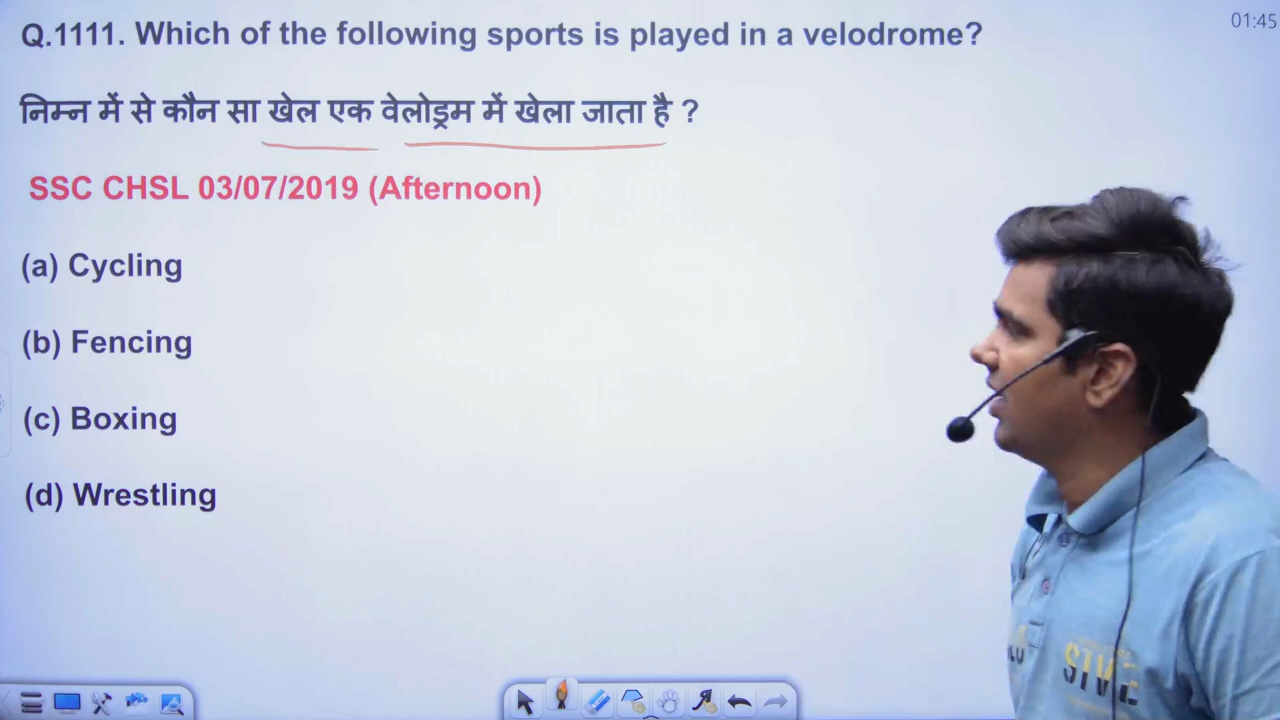 Q.1111. Which of the following sports is played in a velodrome?
01:45
निम्न में से कौन सा खेल एक वेलोड्रम में खेला जाता है ?
SSC CHSL 03/07/2019 (Afternoon)
(a) Cycling
(b) Fencing
(c) Boxing
(d) Wrestling